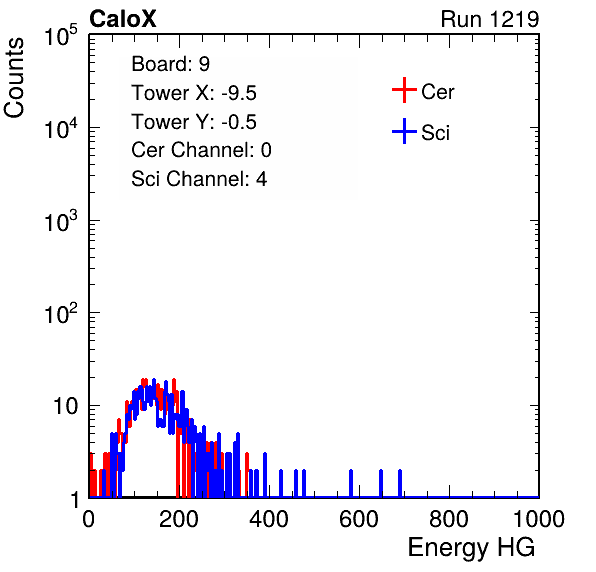 CaloX Run 1219
Counts
10^5
10^4
10^3
10^2
10
1
Board: 9
Tower X: -9.5
Tower Y: -0.5
Cer Channel: 0
Sci Channel: 4
Cer
Sci
0 200 400 600 800 1000
Energy HG